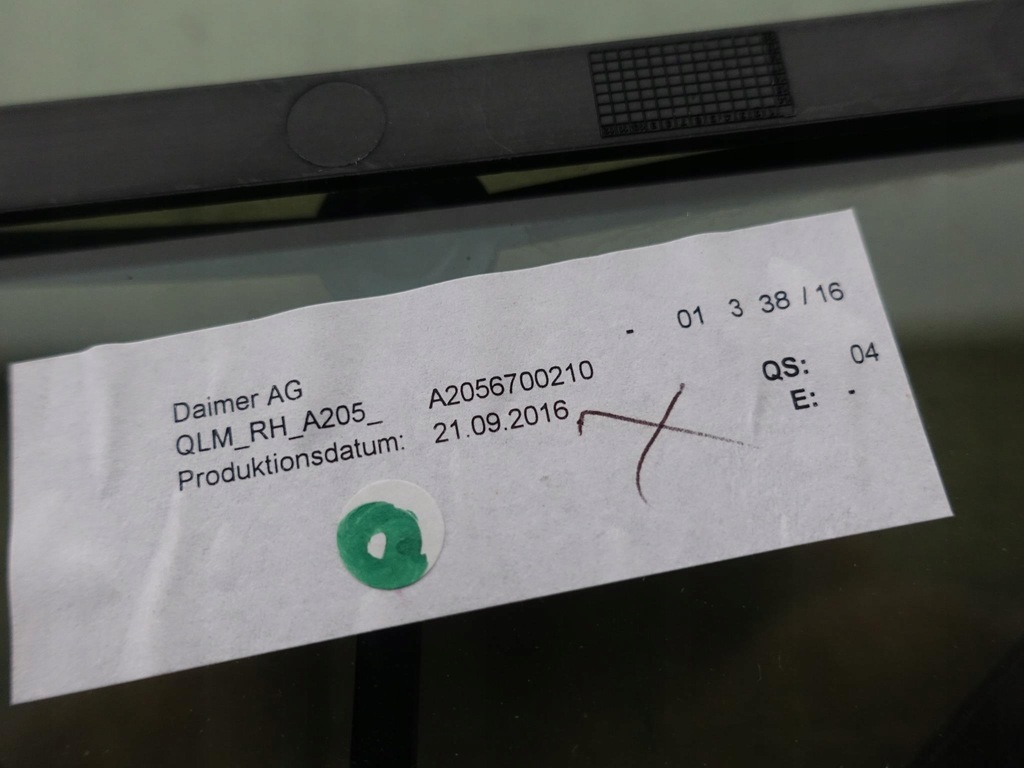 - 01 3 38 / 16
Daimer AG
QLM_RH_A205_ A2056700210 QS: 04
Produktionsdatum: 21.09.2016 E: -